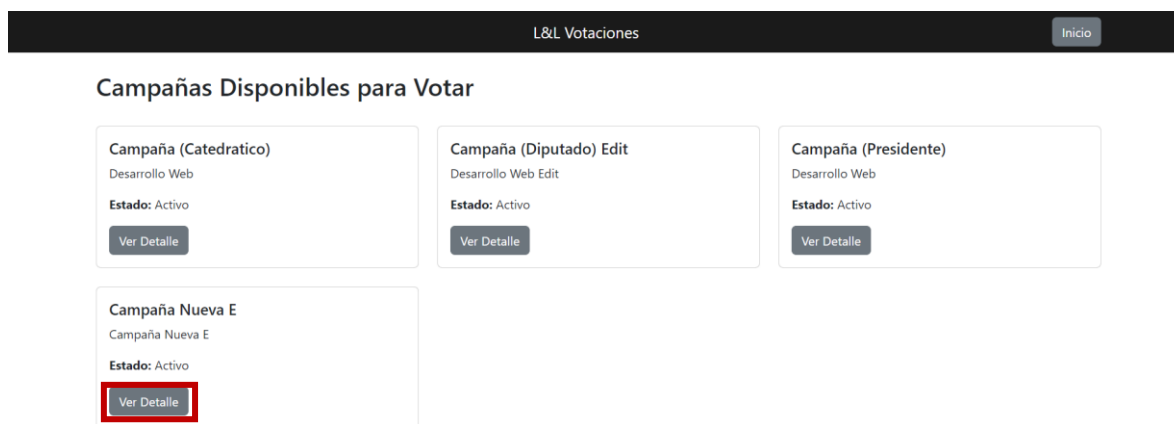 L&L Votaciones
Inicio
Campañas Disponibles para Votar
Campaña (Catedratico)
Desarrollo Web
Estado: Activo
Ver Detalle
Campaña (Diputado) Edit
Desarrollo Web Edit
Estado: Activo
Ver Detalle
Campaña (Presidente)
Desarrollo Web
Estado: Activo
Ver Detalle
Campaña Nueva E
Campaña Nueva E
Estado: Activo
Ver Detalle